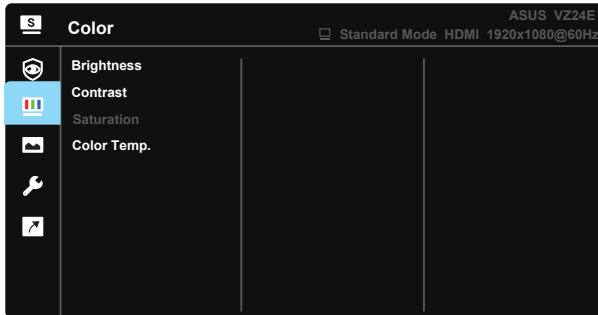 S
Color
ASUS VZ24E
Standard Mode HDMI 1920x1080@60Hz
Brightness
Contrast
Saturation
Color Temp.